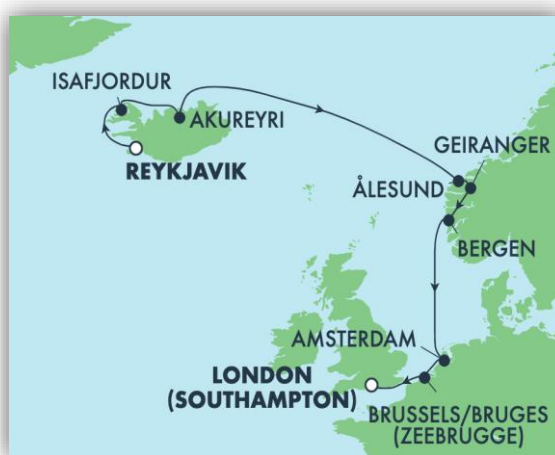 ISAFJORDUR
AKUREYRI
REYKJAVIK
GEIRANGER
ÅLESUND
BERGEN
AMSTERDAM
LONDON
(SOUTHAMPTON)
BRUSSELS/BRUGES
(ZEEBRUGGE)